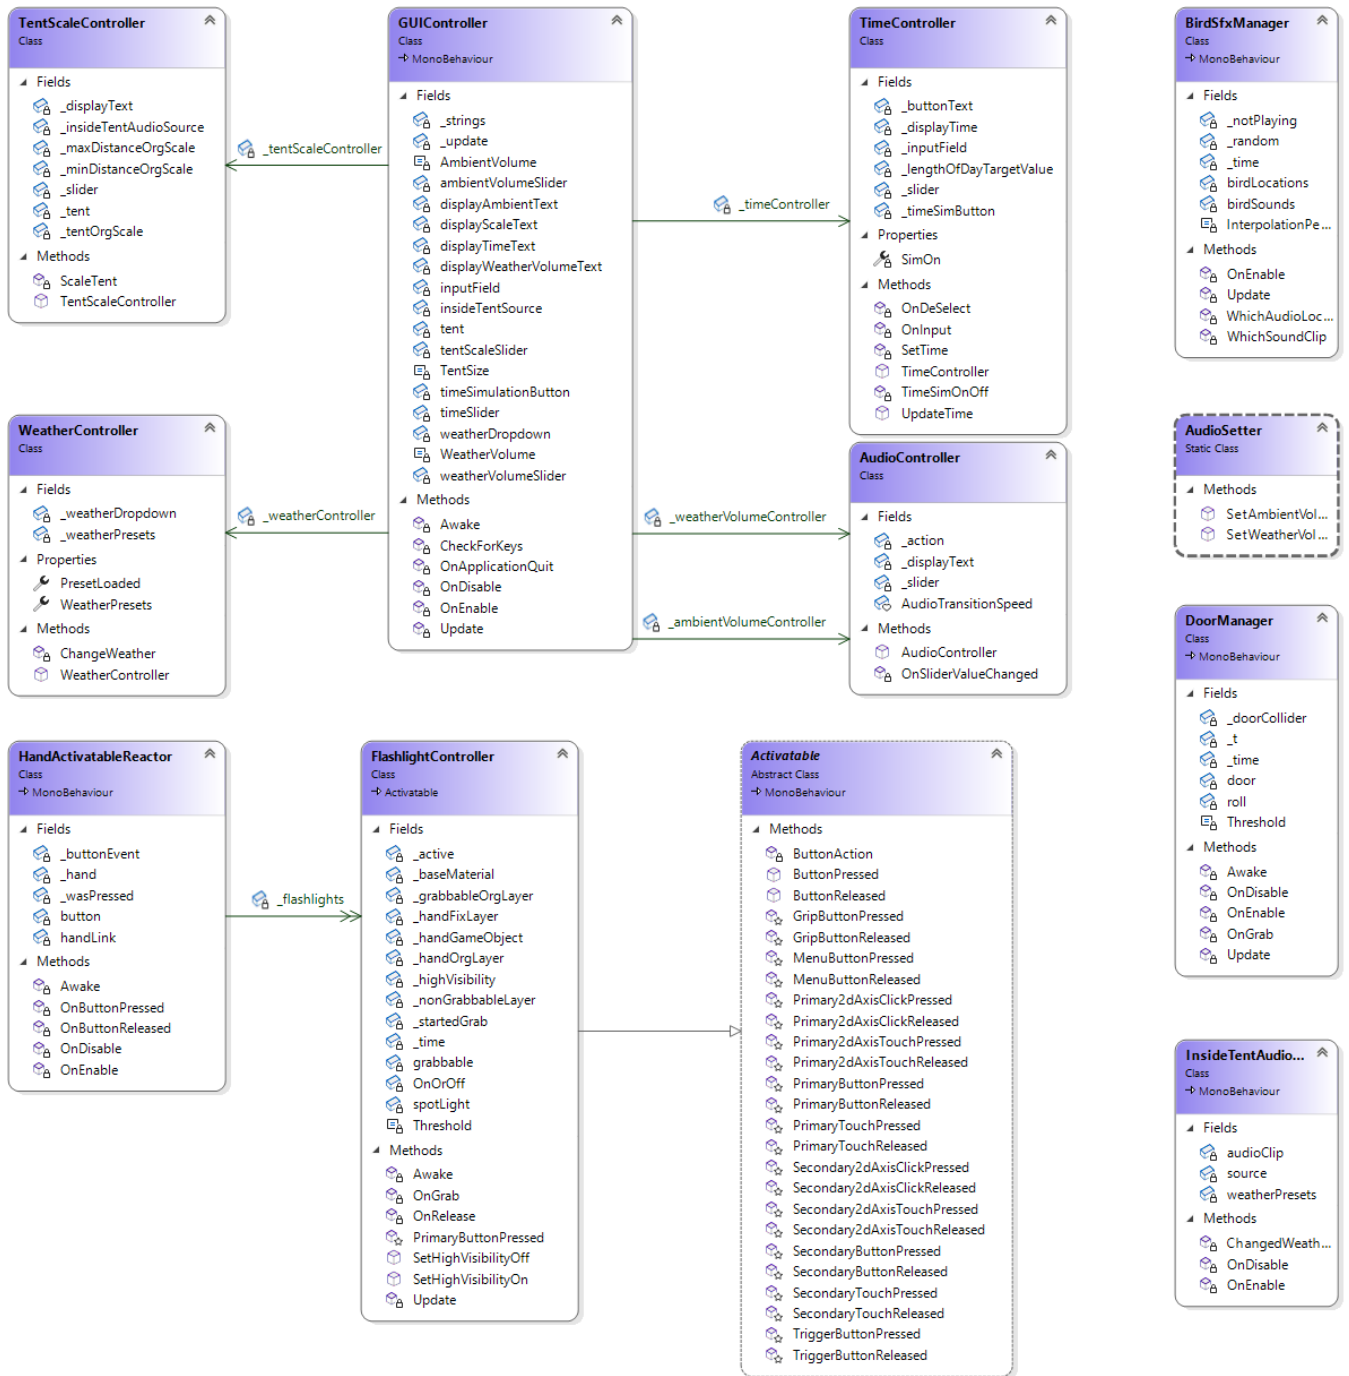 TentScaleController
Class
Fields
_displayText
_insideTentAudioSource
_maxDistanceOrgScale
_minDistanceOrgScale
_slider
_tent
_tentOrgScale
Methods
ScaleTent
TentScaleController
_tentScaleController
GUIController
Class
MonoBehaviour
Fields
_strings
_update
AmbientVolume
ambientVolumeSlider
displayAmbientText
displayScaleText
displayTimeText
displayWeatherVolumeText
inputField
insideTentSource
tent
tentScaleSlider
TentSize
timeSimulationButton
timeSlider
weatherDropdown
WeatherVolume
weatherVolumeSlider
Methods
Awake
CheckForKeys
OnApplicationQuit
OnDisable
OnEnable
Update
_timeController
TimeController
Class
Fields
_buttonText
_displayTime
_inputField
_lengthOfDayTargetValue
_slider
_timeSimButton
Properties
SimOn
Methods
OnDeSelect
OnInput
SetTime
TimeController
TimeSimOnOff
UpdateTime
BirdSfxManager
Class
MonoBehaviour
Fields
_notPlaying
_random
_time
birdLocations
birdSounds
InterpolationPe...
Methods
OnEnable
Update
WhichAudioLoc...
WhichSoundClip
WeatherController
Class
Fields
_weatherDropdown
_weatherPresets
Properties
PresetLoaded
WeatherPresets
Methods
ChangeWeather
WeatherController
_weatherController
_weatherVolumeController
_ambientVolumeController
AudioController
Class
Fields
_action
_displayText
_slider
AudioTransitionSpeed
Methods
AudioController
OnSliderValueChanged
AudioSetter
Static Class
Methods
SetAmbientVol...
SetWeatherVol...
DoorManager
Class
MonoBehaviour
Fields
_doorCollider
_t
_time
door
roll
Threshold
Methods
Awake
OnDisable
OnEnable
OnGrab
Update
HandActivatableReactor
Class
MonoBehaviour
Fields
_buttonEvent
_hand
_wasPressed
button
handLink
Methods
Awake
OnButtonPressed
OnButtonReleased
OnDisable
OnEnable
_flashlights
FlashlightController
Class
Activatable
Fields
_active
_baseMaterial
_grabbableOrgLayer
_handFixLayer
_handGameObject
_handOrgLayer
_highVisibility
_nonGrabbableLayer
_startedGrab
_time
grabbable
OnOrOff
spotLight
Threshold
Methods
Awake
OnGrab
OnRelease
PrimaryButtonPressed
SetHighVisibilityOff
SetHighVisibilityOn
Update
Activatable
Abstract Class
MonoBehaviour
Methods
ButtonAction
ButtonPressed
ButtonReleased
GripButtonPressed
GripButtonReleased
MenuButtonPressed
MenuButtonReleased
Primary2dAxisClickPressed
Primary2dAxisClickReleased
Primary2dAxisTouchPressed
Primary2dAxisTouchReleased
PrimaryButtonPressed
PrimaryButtonReleased
PrimaryTouchPressed
PrimaryTouchReleased
Secondary2dAxisClickPressed
Secondary2dAxisClickReleased
Secondary2dAxisTouchPressed
Secondary2dAxisTouchReleased
SecondaryButtonPressed
SecondaryButtonReleased
SecondaryTouchPressed
SecondaryTouchReleased
TriggerButtonPressed
TriggerButtonReleased
InsideTentAudio...
Class
MonoBehaviour
Fields
audioClip
source
weatherPresets
Methods
ChangedWeath...
OnDisable
OnEnable